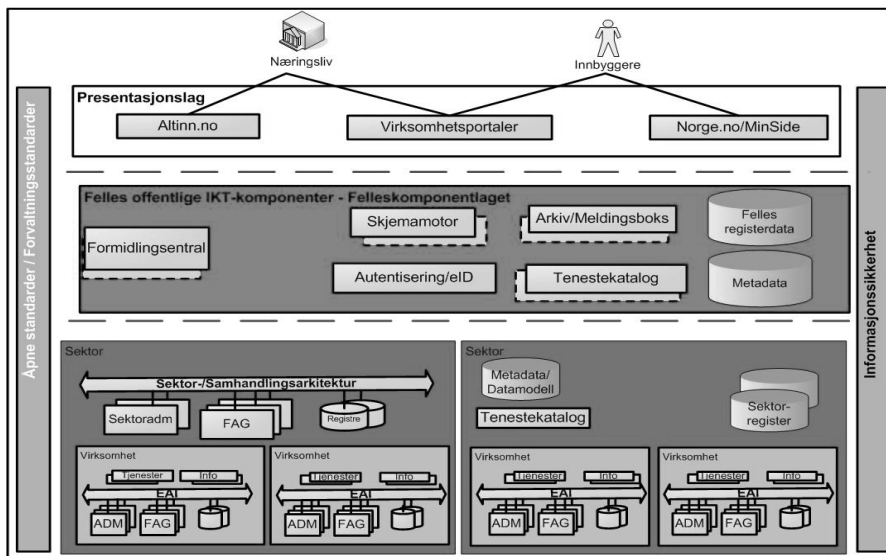 Næringsliv
Innbyggere
Åpne standarder / Forvaltningsstandarder
Presentasjonslag
Altinn.no
Virksomhetsportaler
Norge.no/MinSide
Informasjonssikkerhet
Felles offentlige IKT-komponenter - Felleskomponentlaget
Formidlingsentral
Skjemamotor
Arkiv/Meldingsboks
Felles
registerdata
Autentisering/eID
Tenestekatalog
Metadata
Sektor
Sektor-/Samhandlingsarkitektur
Sektoradm
FAG
Registre
Virksomhet
Tjenester
Info
EAI
ADM
FAG
Virksomhet
Tjenester
Info
EAI
ADM
FAG
Sektor
Metadata/
Datamodell
Tenestekatalog
Sektor-
register
Virksomhet
Tjenester
Info
EAI
ADM
FAG
Virksomhet
Tjenester
Info
EAI
ADM
FAG